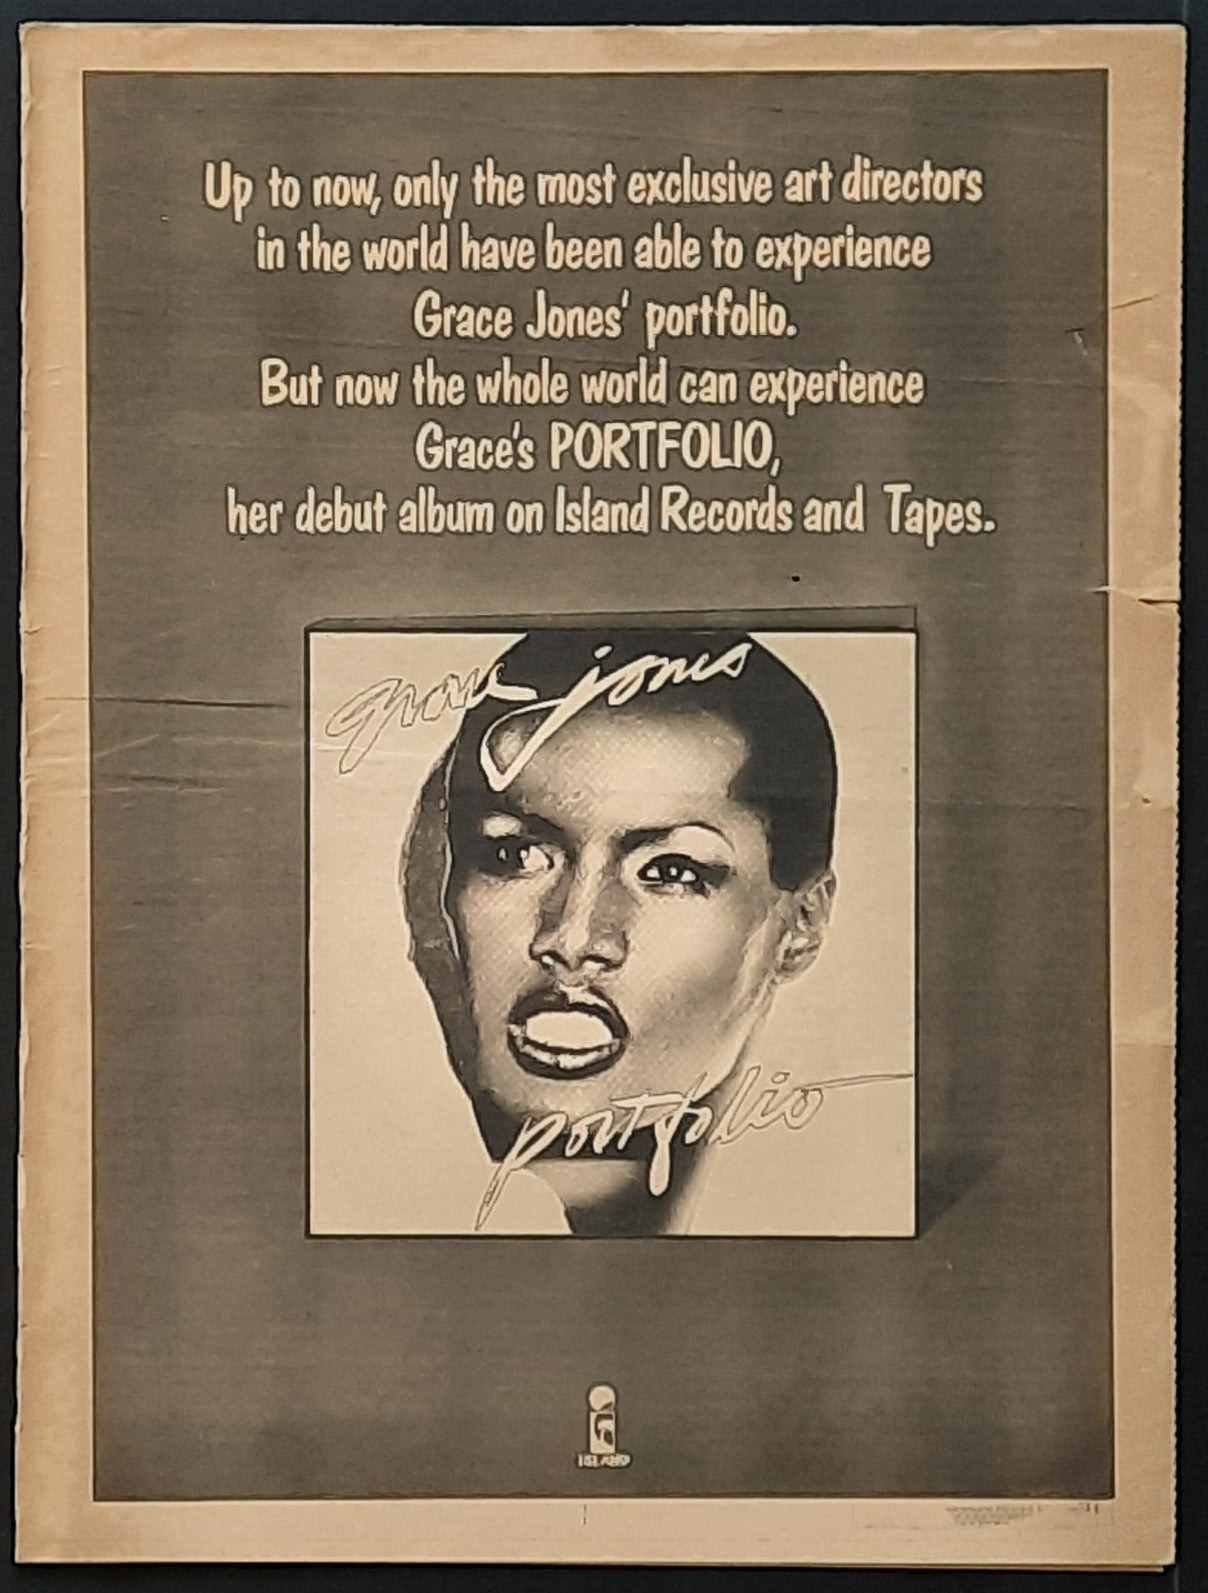 Up to now, only the most exclusive art directors
in the world have been able to experience
Grace Jones' portfolio.
But now the whole world can experience
Grace's PORTFOLIO,
her debut album on Island Records and Tapes.
grace jones
portfolio
ISLAND